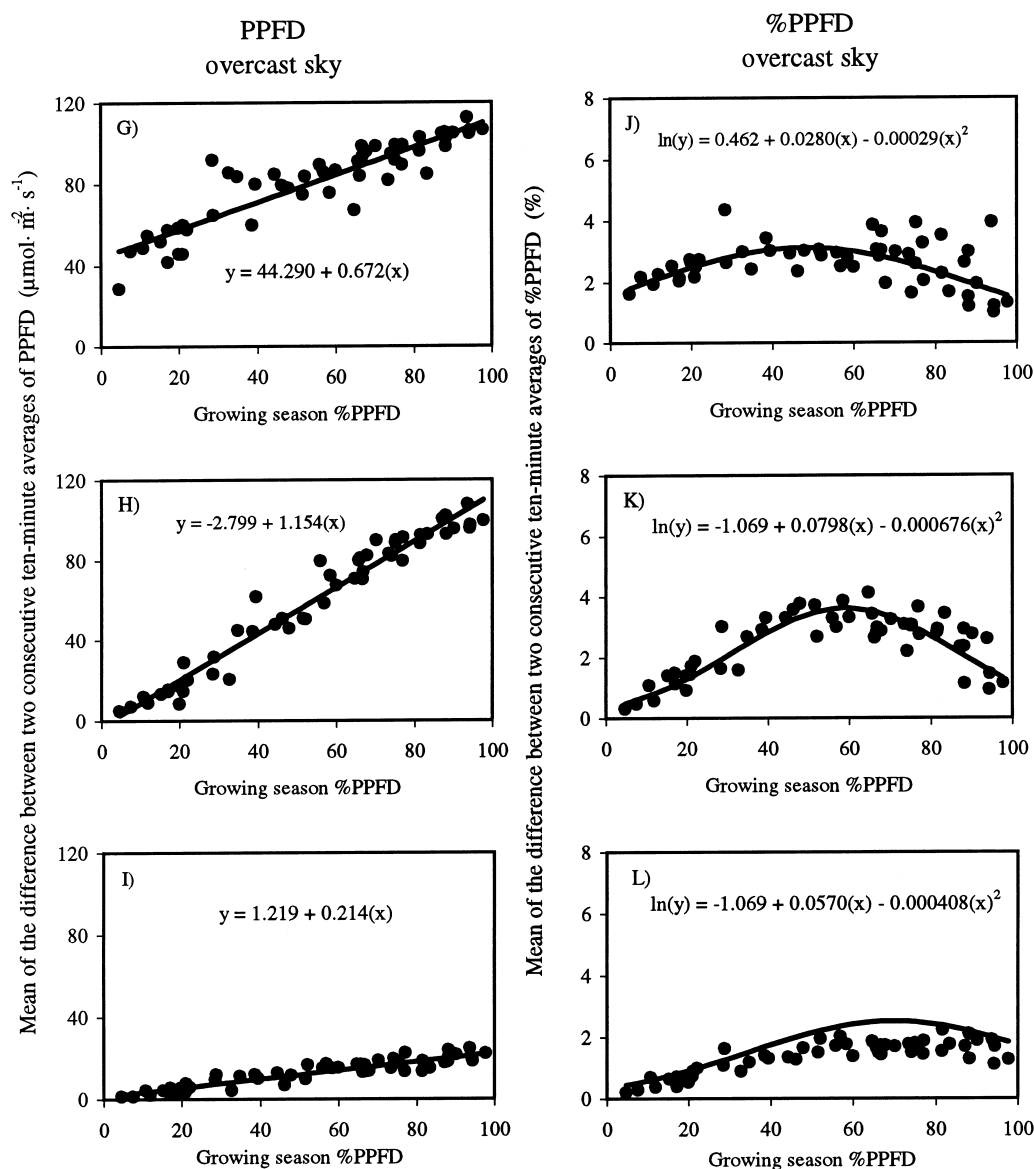 PPFD
overcast sky
%PPFD
overcast sky
Mean of the difference between two consecutive ten-minute averages of PPFD (μmol· m⁻²· s⁻¹)
G)
y = 44.290 + 0.672(x)
120
80
40
0
0 20 40 60 80 100
Growing season %PPFD
H)
y = -2.799 + 1.154(x)
120
80
40
0
0 20 40 60 80 100
Growing season %PPFD
I)
y = 1.219 + 0.214(x)
120
80
40
0
0 20 40 60 80 100
Growing season %PPFD
Mean of the difference between two consecutive ten-minute averages of %PPFD (%)
J)
ln(y) = 0.462 + 0.0280(x) - 0.00029(x)²
8
6
4
2
0
0 20 40 60 80 100
Growing season %PPFD
K)
ln(y) = -1.069 + 0.0798(x) - 0.000676(x)²
8
6
4
2
0
0 20 40 60 80 100
Growing season %PPFD
L)
ln(y) = -1.069 + 0.0570(x) - 0.000408(x)²
8
6
4
2
0
0 20 40 60 80 100
Growing season %PPFD